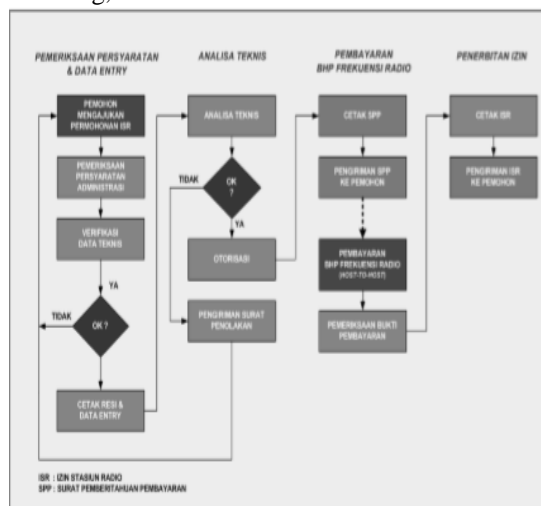 PEMERIKSAAN PERSYARATAN
& DATA ENTRY
PEMOHON
MENGAJUKAN
PERMOHONAN ISR
PEMERIKSAAN
PERSYARATAN
ADMINISTRASI
VERIFIKASI
DATA TEKNIS
YA
TIDAK
OK ?
CETAK RESI &
DATA ENTRY
ANALISA TEKNIS
ANALISA TEKNIS
TIDAK
OK
?
YA
OTORISASI
PENGIRIMAN SURAT
PENOLAKAN
PEMBAYARAN
BHP FREKUENSI RADIO
CETAK SPP
PENGIRIMAN SPP
KE PEMOHON
PEMBAYARAN
BHP FREKUENSI RADIO
(HOST-TO-HOST)
PEMERIKSAAN BUKTI
PEMBAYARAN
PENERBITAN IZIN
CETAK ISR
PENGIRIMAN ISR
KE PEMOHON
ISR : IZIN STASIUN RADIO
SPP : SURAT PEMBERITAHUAN PEMBAYARAN